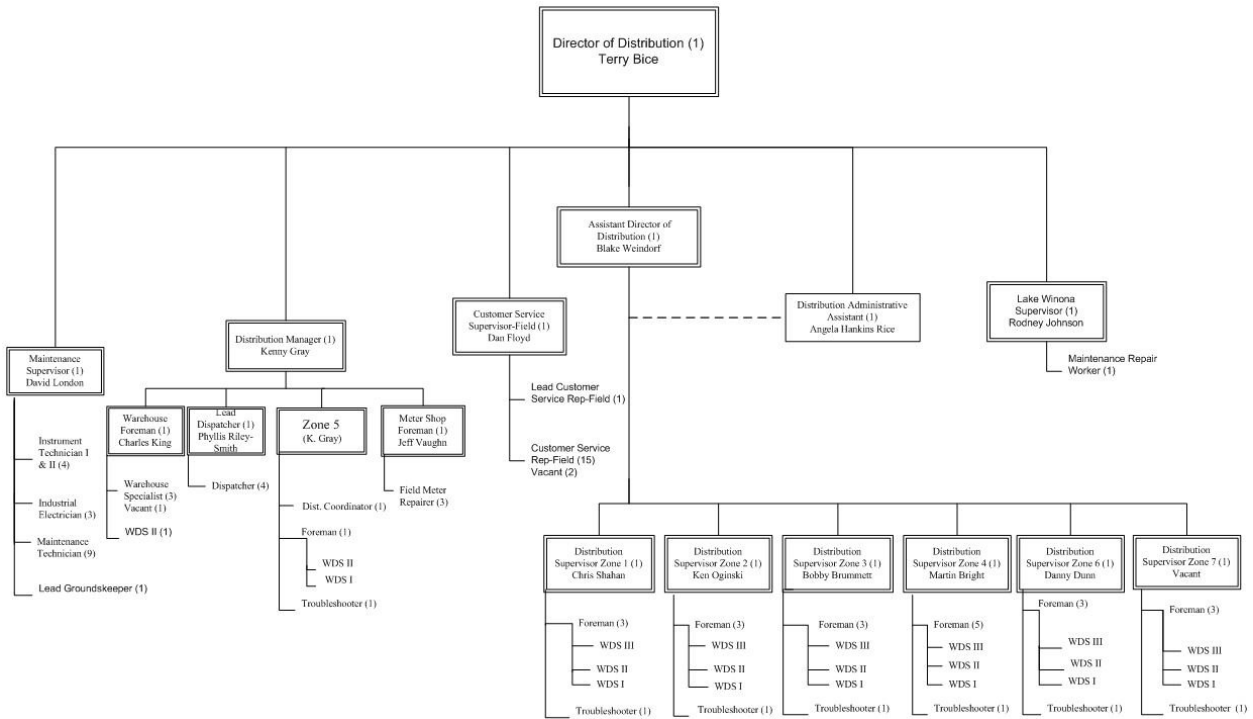 Director of Distribution (1)
Terry Bice
Assistant Director of
Distribution (1)
Blake Weindorf
Distribution Administrative
Assistant (1)
Angela Hankins Rice
Lake Winona
Supervisor (1)
Rodney Johnson
Maintenance Repair
Worker (1)
Customer Service
Supervisor-Field (1)
Dan Floyd
Lead Customer
Service Rep-Field (1)
Customer Service
Rep-Field (15)
Vacant (2)
Distribution Manager (1)
Kenny Gray
Maintenance
Supervisor (1)
David London
Instrument
Technician I
& II (4)
Industrial
Electrician (3)
Maintenance
Technician (9)
Lead Groundskeeper (1)
Warehouse
Foreman (1)
Charles King
Warehouse
Specialist (3)
Vacant (1)
WDS II (1)
Lead
Dispatcher (1)
Phyllis Riley-
Smith
Dispatcher (4)
Zone 5
(K. Gray)
Dist. Coordinator (1)
Foreman (1)
WDS II
WDS I
Troubleshooter (1)
Meter Shop
Foreman (1)
Jeff Vaughn
Field Meter
Repairer (3)
Distribution
Supervisor Zone 1 (1)
Chris Shahan
Foreman (3)
WDS III
WDS II
WDS I
Troubleshooter (1)
Distribution
Supervisor Zone 2 (1)
Ken Oginski
Foreman (3)
WDS III
WDS II
WDS I
Troubleshooter (1)
Distribution
Supervisor Zone 3 (1)
Bobby Brummett
Foreman (3)
WDS III
WDS II
WDS I
Troubleshooter (1)
Distribution
Supervisor Zone 4 (1)
Martin Bright
Foreman (5)
WDS III
WDS II
WDS I
Troubleshooter (1)
Distribution
Supervisor Zone 6 (1)
Danny Dunn
Foreman (3)
WDS III
WDS II
WDS I
Troubleshooter (1)
Distribution
Supervisor Zone 7 (1)
Vacant
Foreman (3)
WDS III
WDS II
WDS I
Troubleshooter (1)